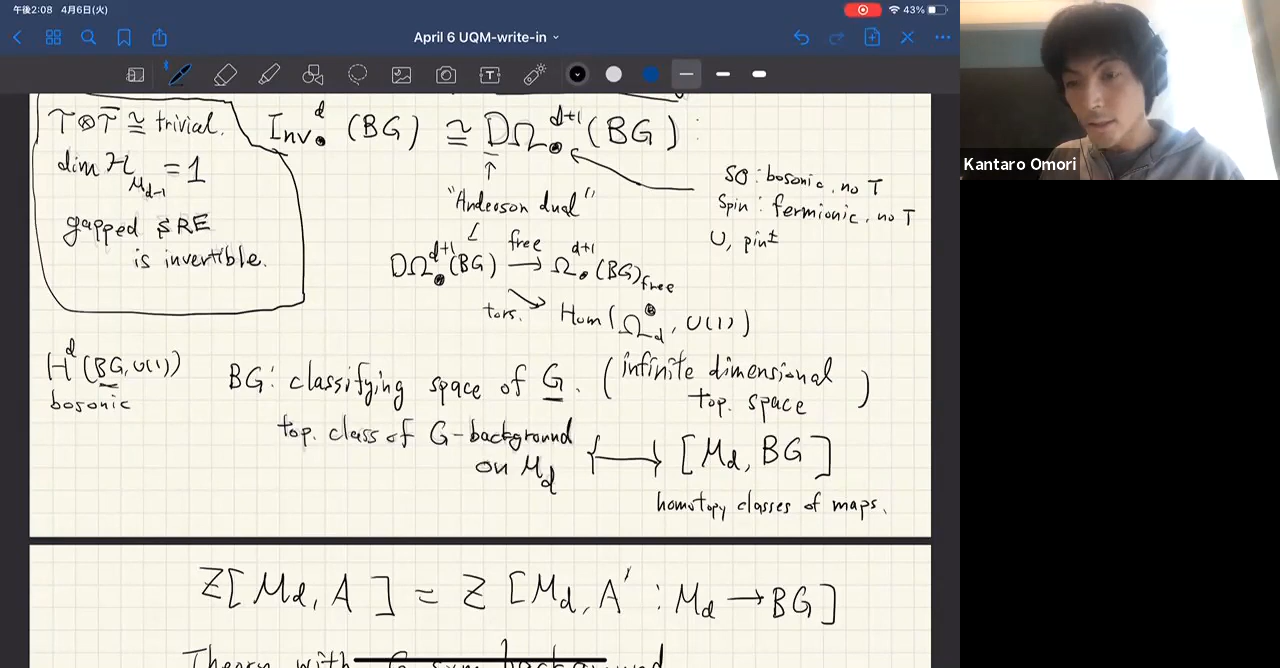 午後2:08 4月6日(火)
43%
April 6 UQM-write-in
Kantaro Omori
T⊗T̅ ≅ trivial.
dim H_{M_{d-1}} = 1
gapped SRE
is invertible.
Inv^d_•(BG) ≅ DΩ^{d+1}_•(BG)
SO : bosonic, no T
Spin : fermionic, no T
U, pin±
"Anderson dual"
DΩ^{d+1}_•(BG) free → Ω^{d+1}_•(BG)_{free}
tors. ↘ Hom(Ω^•_d, U(1))
H^d(BG, U(1))
bosonic
BG : classifying space of G. (infinite dimensional
top. space)
top. class of G-background
on M_d ⟷ [M_d, BG]
homotopy classes of maps.
Z[M_d, A] = Z[M_d, A' : M_d → BG]
Theory with G